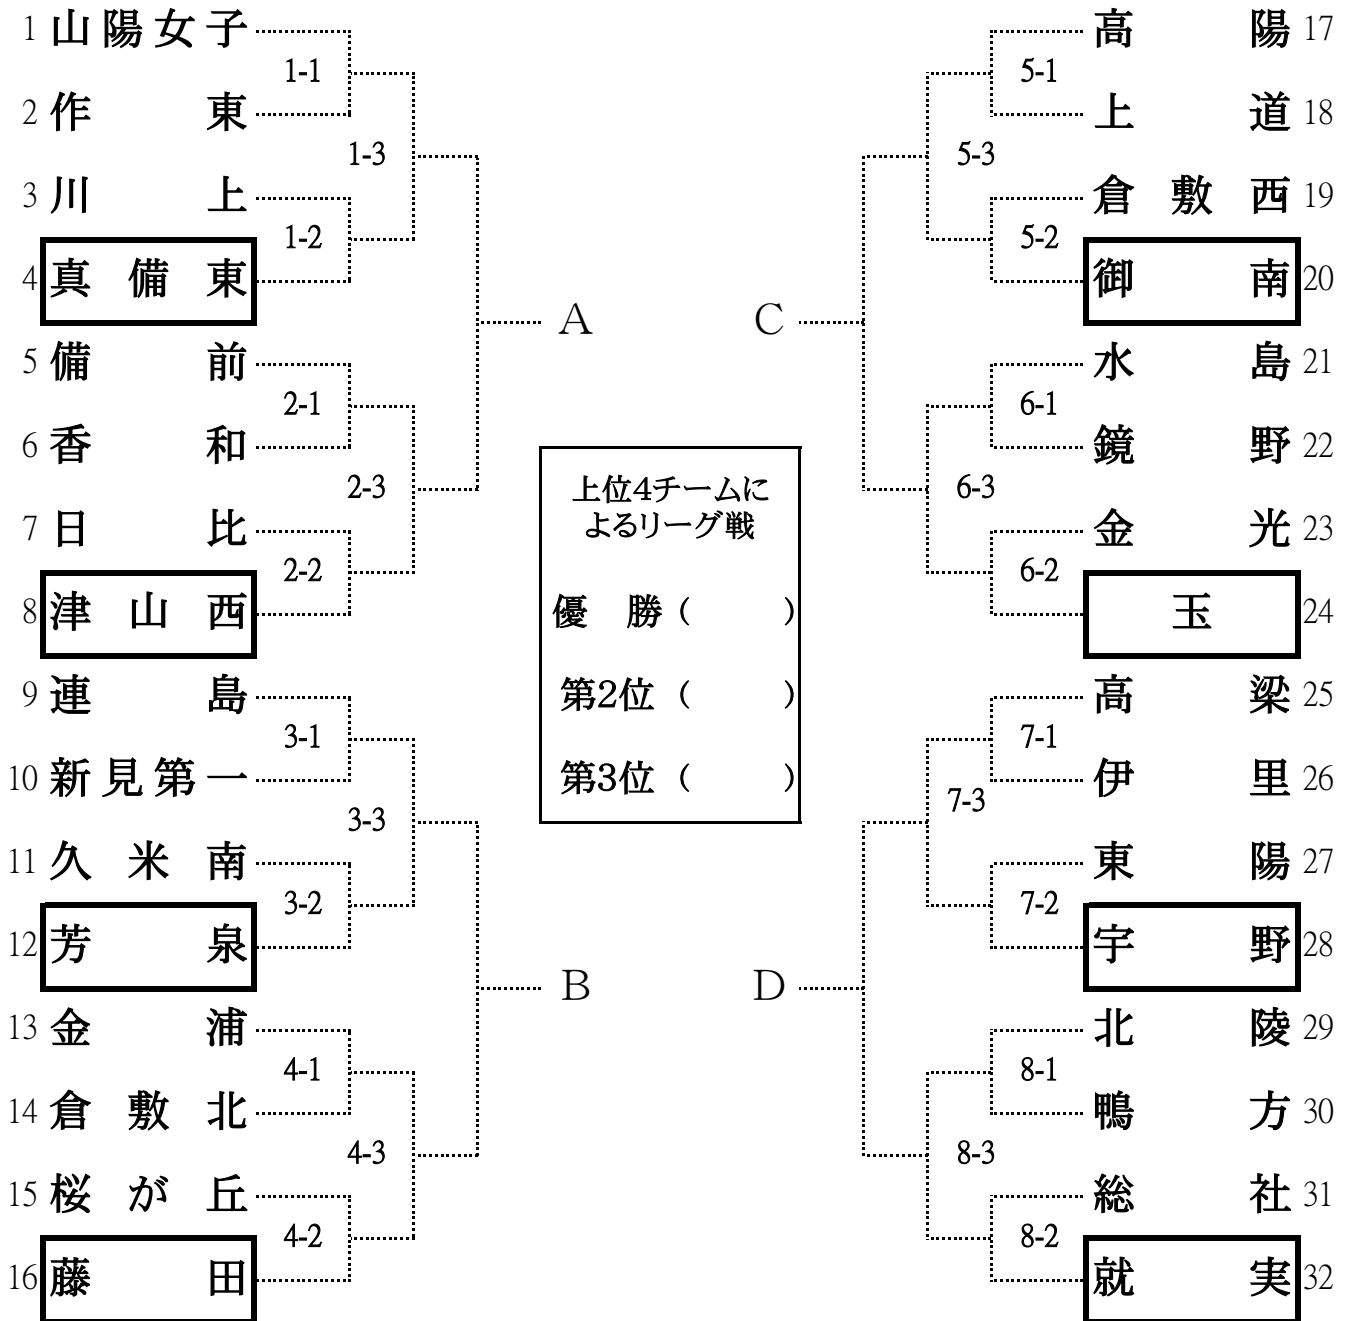 1 山陽女子
1-1
2 作東
1-3
3 川上
1-2
4 真備東
A
5 備前
2-1
6 香和
2-3
7 日比
2-2
8 津山西
9 連島
3-1
10 新見第一
3-3
11 久米南
3-2
12 芳泉
B
13 金浦
4-1
14 倉敷北
4-3
15 桜が丘
4-2
16 藤田
上位4チームに
よるリーグ戦
優勝( )
第2位( )
第3位( )
高陽 17
5-1
上道 18
5-3
倉敷西 19
5-2
御南 20
C
水島 21
6-1
鏡野 22
6-3
金光 23
6-2
玉 24
高梁 25
7-1
伊里 26
7-3
東陽 27
7-2
宇野 28
D
北陵 29
8-1
鴨方 30
8-3
総社 31
8-2
就実 32